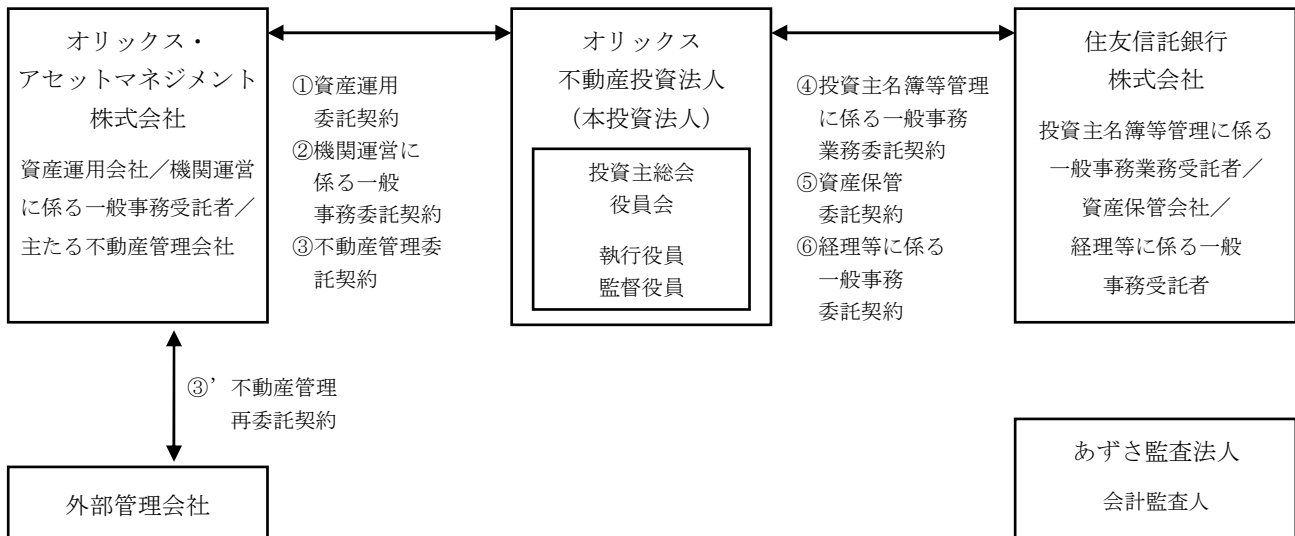 オリックス・
アセットマネジメント
株式会社
資産運用会社／機関運営
に係る一般事務受託者／
主たる不動産管理会社
①資産運用
委託契約
②機関運営に
係る一般
事務委託契約
③不動産管理委
託契約
オリックス
不動産投資法人
（本投資法人）
投資主総会
役員会
執行役員
監督役員
④投資主名簿等管理
に係る一般事務
業務委託契約
⑤資産保管
委託契約
⑥経理等に係る
一般事務
委託契約
住友信託銀行
株式会社
投資主名簿等管理に係る
一般事務業務受託者／
資産保管会社／
経理等に係る一般
事務受託者
③’不動産管理
再委託契約
外部管理会社
あずさ監査法人
会計監査人